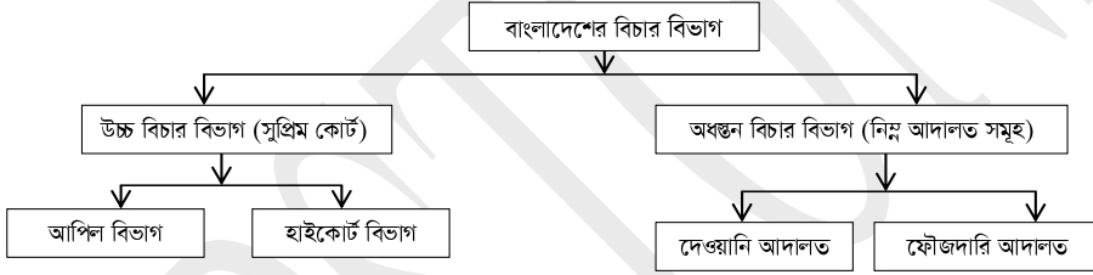 বাংলাদেশের বিচার বিভাগ
উচ্চ বিচার বিভাগ (সুপ্রিম কোর্ট)
অধস্তন বিচার বিভাগ (নিম্ন আদালত সমূহ)
আপিল বিভাগ
হাইকোর্ট বিভাগ
দেওয়ানি আদালত
ফৌজদারি আদালত